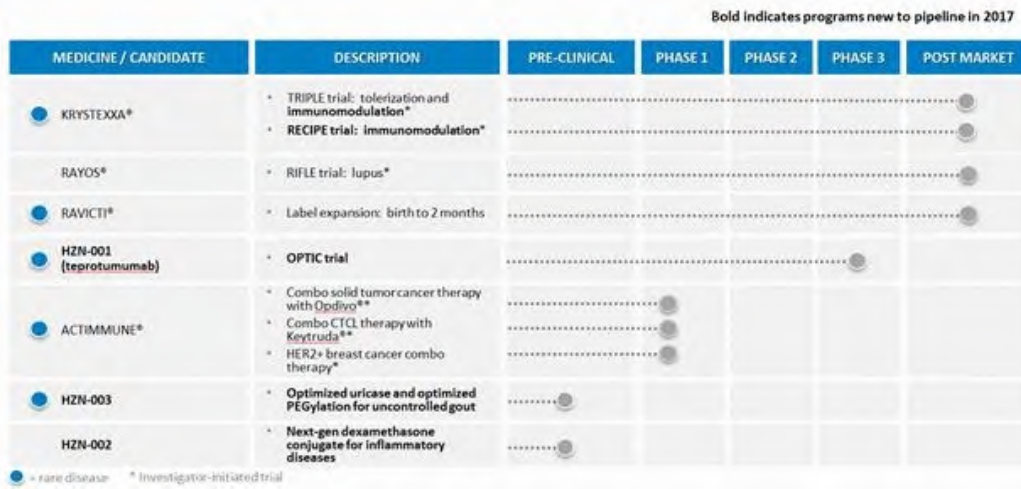 Bold indicates programs new to pipeline in 2017
MEDICINE / CANDIDATE DESCRIPTION PRE-CLINICAL PHASE 1 PHASE 2 PHASE 3 POST MARKET
KRYSTEXXA®
• TRIPLE trial: tolerization and
immunomodulation*
• RECIPE trial: immunomodulation*
RAYOS®
• RIFLE trial: lupus*
RAVICTI®
• Label expansion: birth to 2 months
HZN-001
(teprotumumab)
• OPTIC trial
ACTIMMUNE®
• Combo solid tumor cancer therapy
with Opdivo®*
• Combo CTCL therapy with
Keytruda®*
• HER2+ breast cancer combo
therapy*
HZN-003
• Optimized uricase and optimized
PEGylation for uncontrolled gout
HZN-002
• Next-gen dexamethasone
conjugate for inflammatory
diseases
= rare disease * Investigator-initiated trial